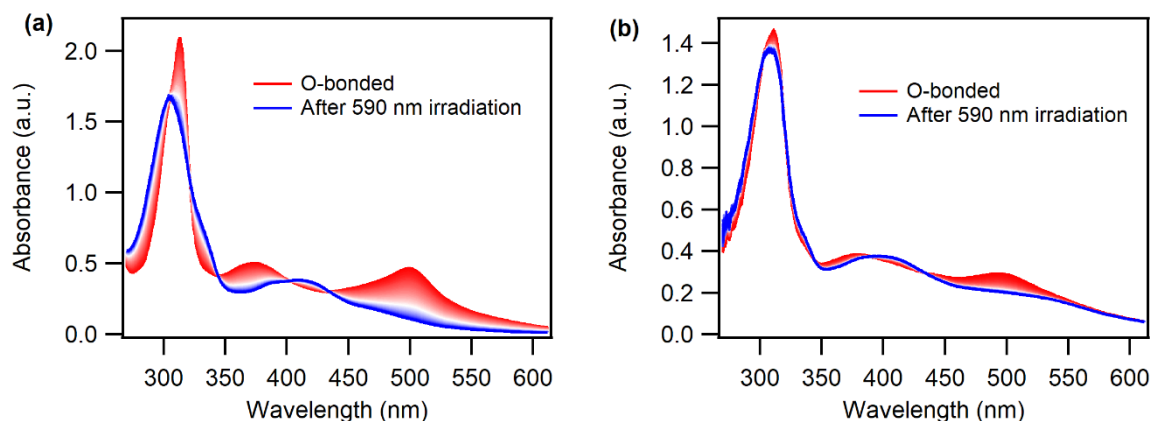 (a)
2.0
1.5
1.0
0.5
0.0
Absorbance (a.u.)
O-bonded
After 590 nm irradiation
300 350 400 450 500 550 600
Wavelength (nm)
(b)
1.4
1.2
1.0
0.8
0.6
0.4
0.2
0.0
Absorbance (a.u.)
O-bonded
After 590 nm irradiation
300 350 400 450 500 550 600
Wavelength (nm)